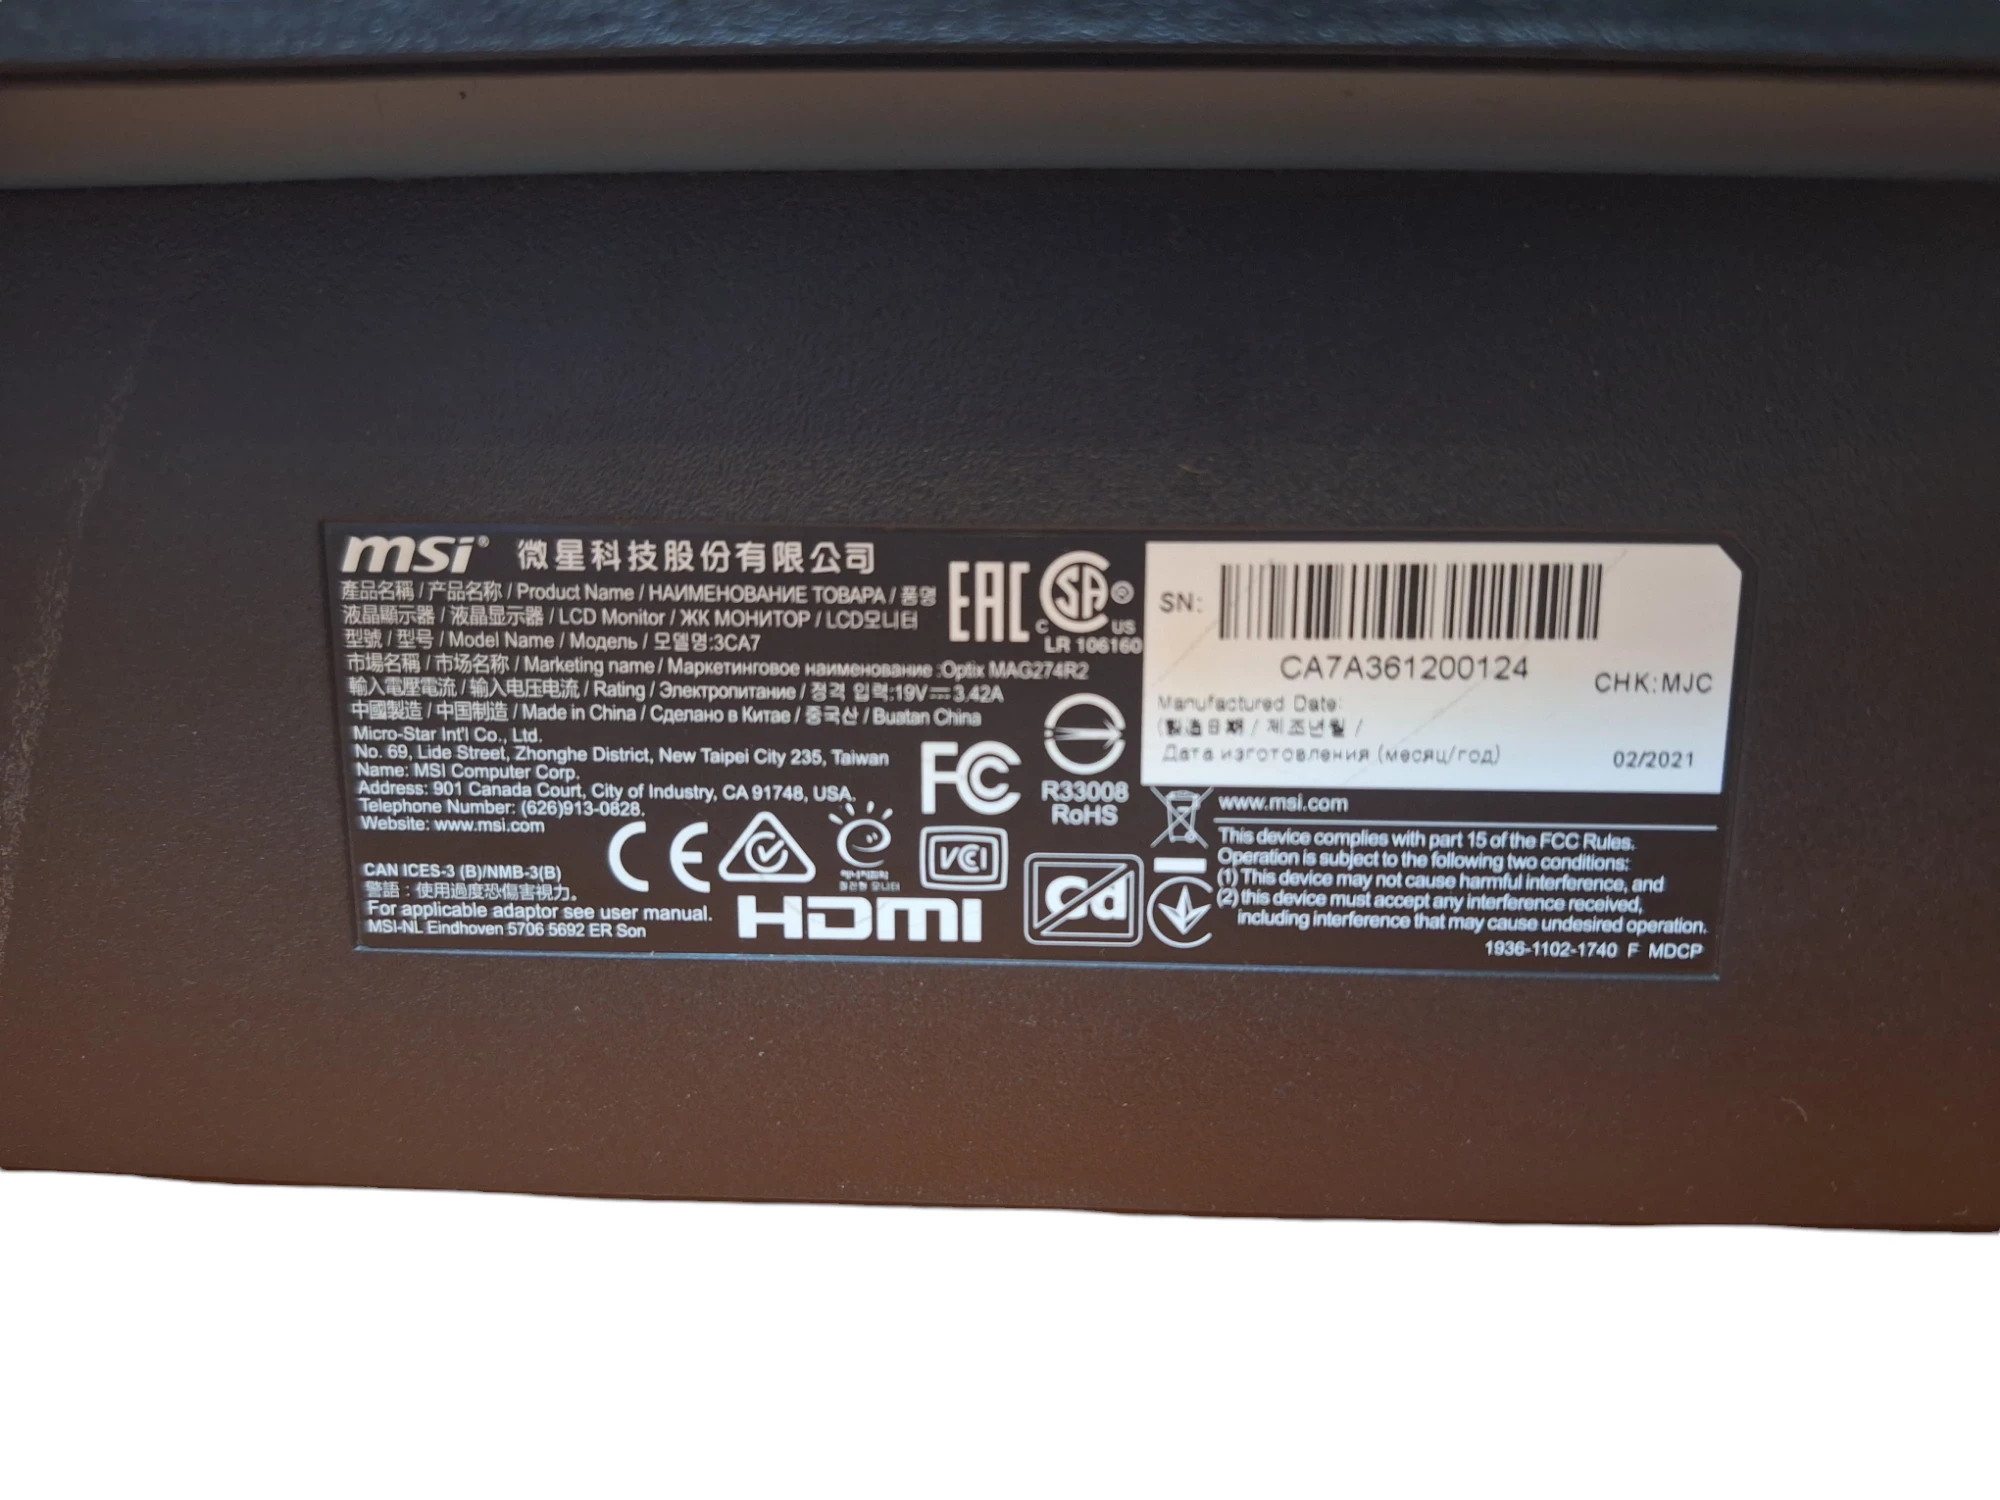 msi® 微星科技股份有限公司
產品名稱 / 产品名称 / Product Name / НАИМЕНОВАНИЕ ТОВАРА / 품명
液晶顯示器 / 液晶显示器 / LCD Monitor / ЖК МОНИТОР / LCD모니터
型號 / 型号 / Model Name / Модель / 모델명:3CA7
市場名稱 / 市场名称 / Marketing name / Маркетинговое наименование :Optix MAG274R2
輸入電壓電流 / 输入电压电流 / Rating / Электропитание / 정격 입력:19V⎓3.42A
中國製造 / 中国制造 / Made in China / Сделано в Китае / 중국산 / Buatan China
Micro-Star Int'l Co., Ltd.
No. 69, Lide Street, Zhonghe District, New Taipei City 235, Taiwan
Name: MSI Computer Corp.
Address: 901 Canada Court, City of Industry, CA 91748, USA.
Telephone Number: (626)913-0828.
Website: www.msi.com
CAN ICES-3 (B)/NMB-3(B)
警語：使用過度恐傷害視力。
For applicable adaptor see user manual.
MSI-NL Eindhoven 5706 5692 ER Son
EAC
C SA ® US
LR 106160
FC
R33008
RoHS
CE
VCCI
HDMI
Cd
SN:
CA7A361200124
CHK:MJC
Manufactured Date:
(製造日期 / 제조년월 /
Дата изготовления (месяц/год)
02/2021
www.msi.com
This device complies with part 15 of the FCC Rules.
Operation is subject to the following two conditions:
(1) This device may not cause harmful interference, and
(2) this device must accept any interference received,
including interference that may cause undesired operation.
1936-1102-1740 F MDCP